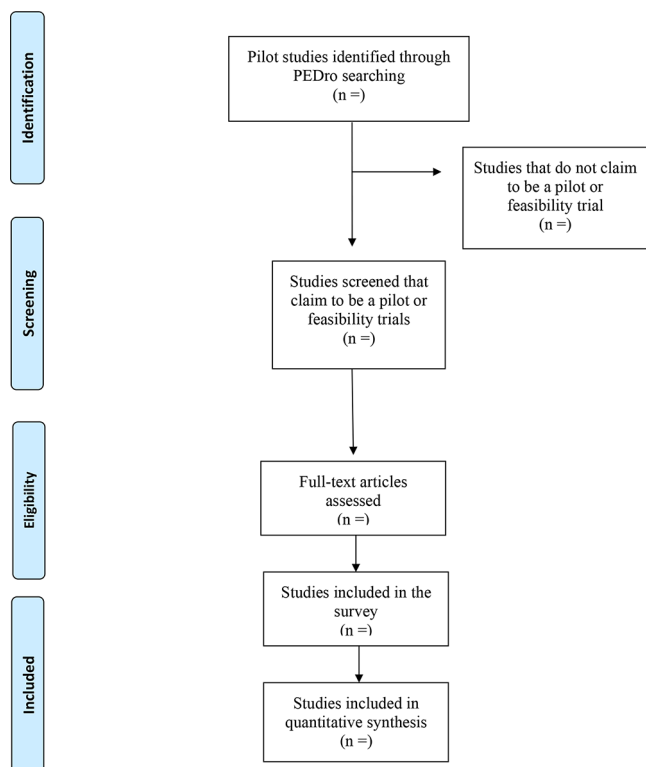 Identification
Pilot studies identified through
PEDro searching
(n =)
Studies that do not claim
to be a pilot or
feasibility trial
(n =)
Screening
Studies screened that
claim to be a pilot or
feasibility trials
(n =)
Eligibility
Full-text articles
assessed
(n =)
Studies included in the
survey
(n =)
Included
Studies included in
quantitative synthesis
(n =)